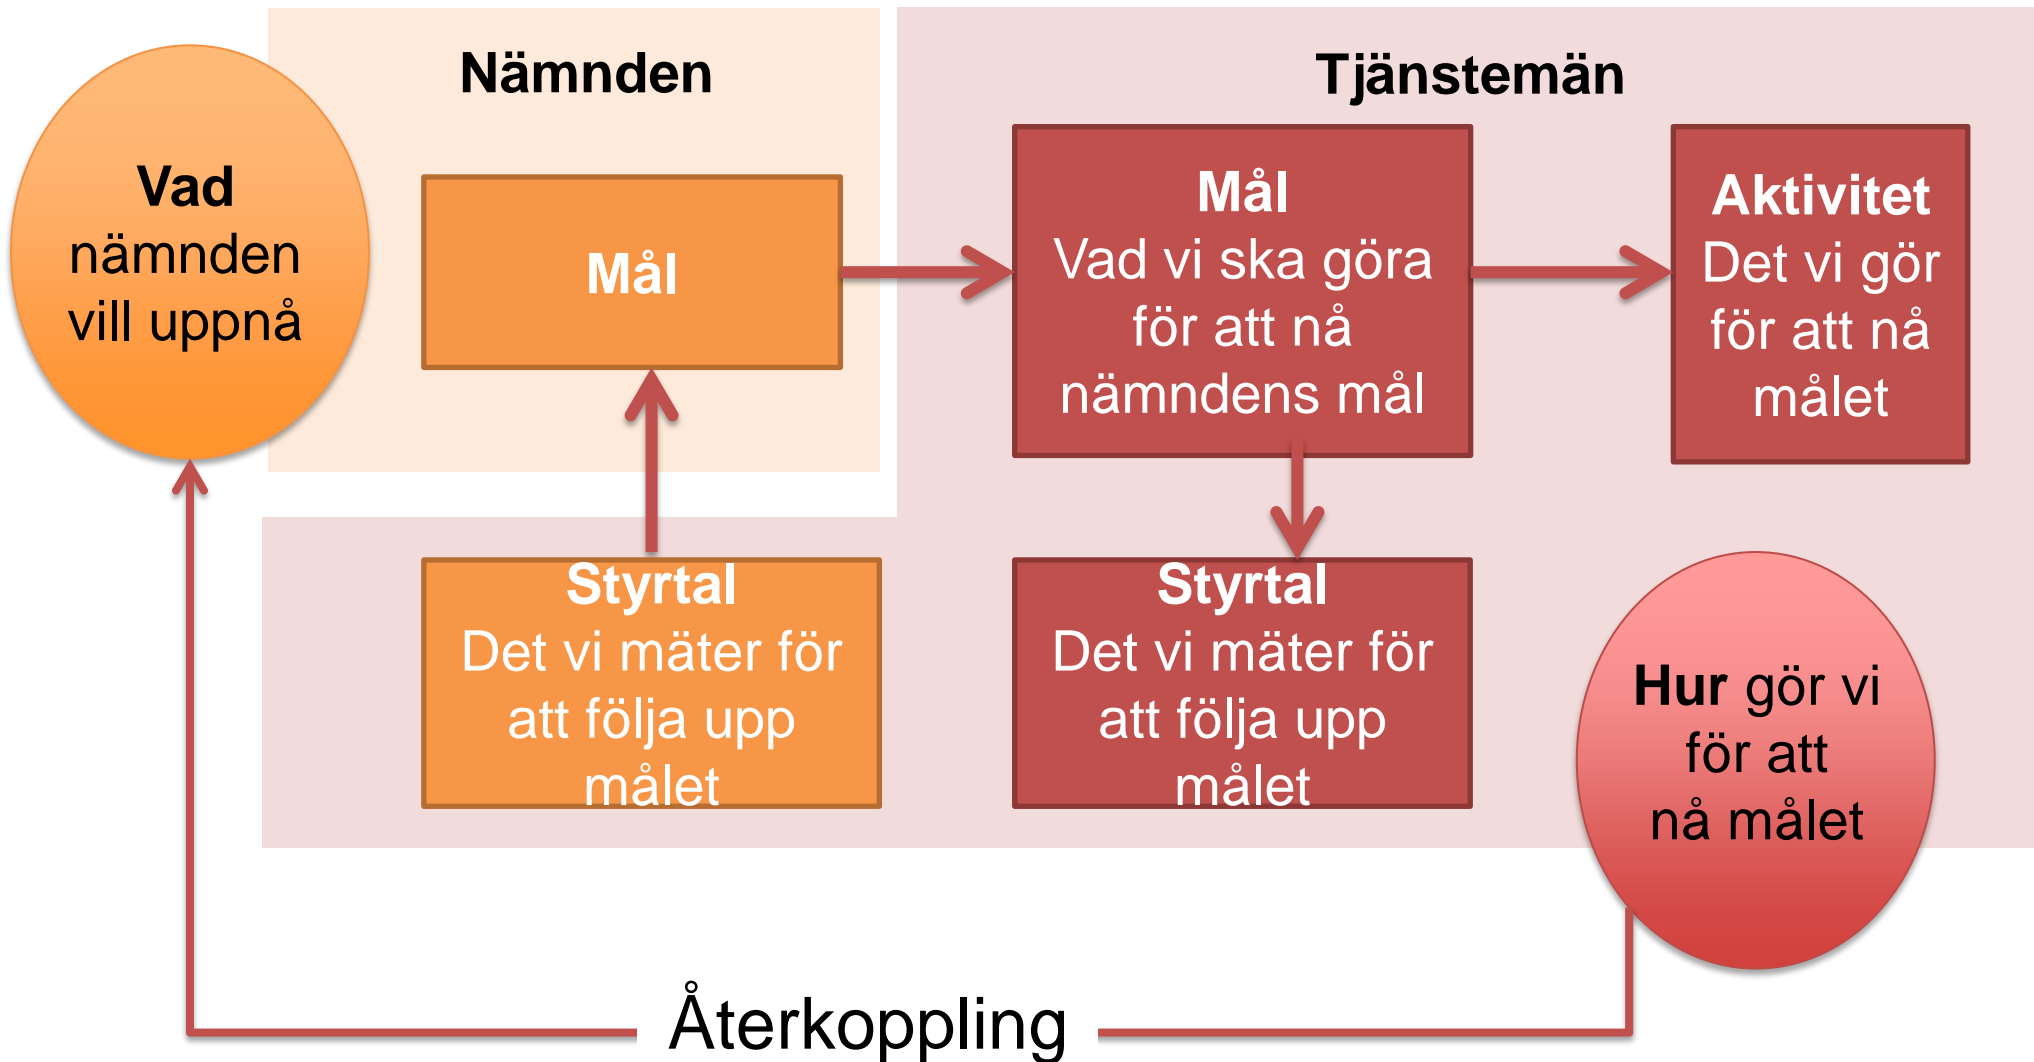 Nämnden
Tjänstemän
Vad
nämnden
vill uppnå
Mål
Mål
Vad vi ska göra
för att nå
nämndens mål
Aktivitet
Det vi gör
för att nå
målet
Styrtal
Det vi mäter för
att följa upp
målet
Styrtal
Det vi mäter för
att följa upp
målet
Hur gör vi
för att
nå målet
Återkoppling